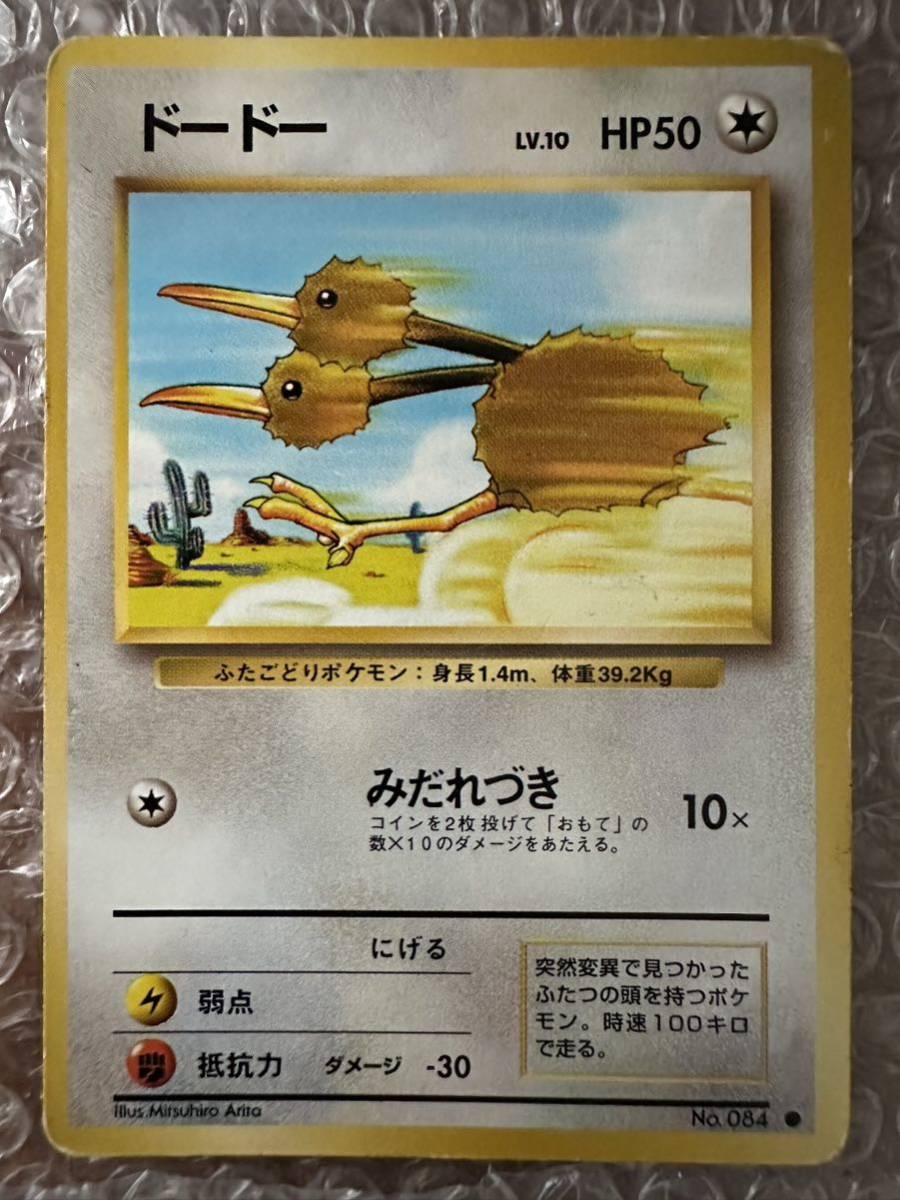 ドードー LV.10 HP50
ふたごどりポケモン：身長1.4m、体重39.2Kg
みだれづき 10×
コインを2枚投げて「おもて」の
数×10のダメージをあたえる。
にげる
弱点
抵抗力 ダメージ -30
突然変異で見つかった
ふたつの頭を持つポケ
モン。時速100キロ
で走る。
Illus.Mitsuhiro Arita
No.084